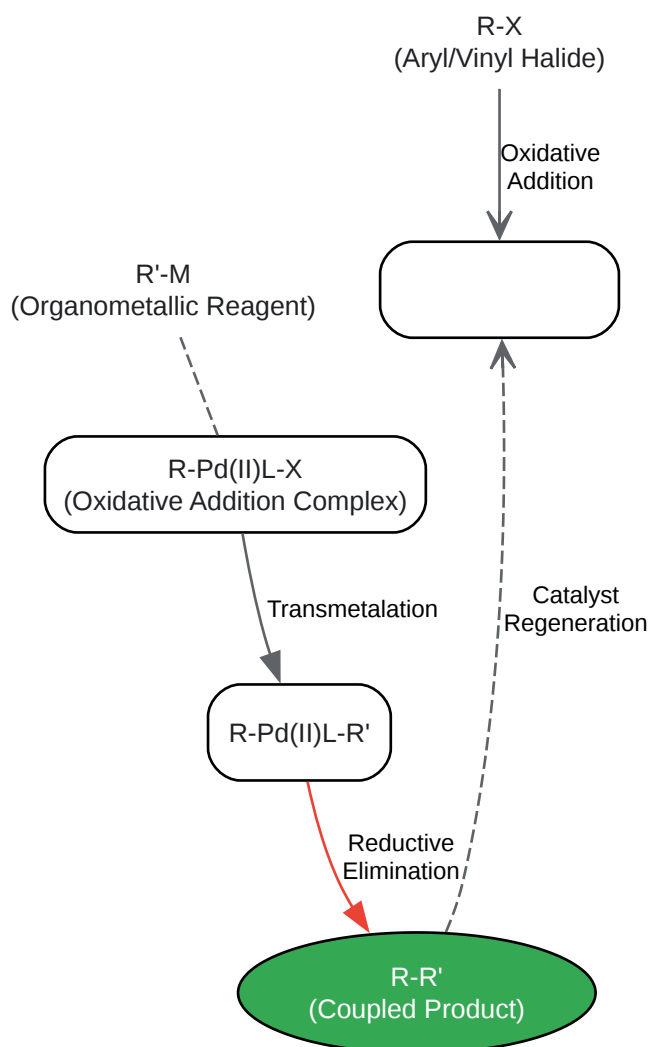 R-X
(Aryl/Vinyl Halide)
Oxidative
Addition
R'-M
(Organometallic Reagent)
R-Pd(II)L-X
(Oxidative Addition Complex)
Transmetalation
Catalyst
Regeneration
R-Pd(II)L-R'
Reductive
Elimination
R-R'
(Coupled Product)